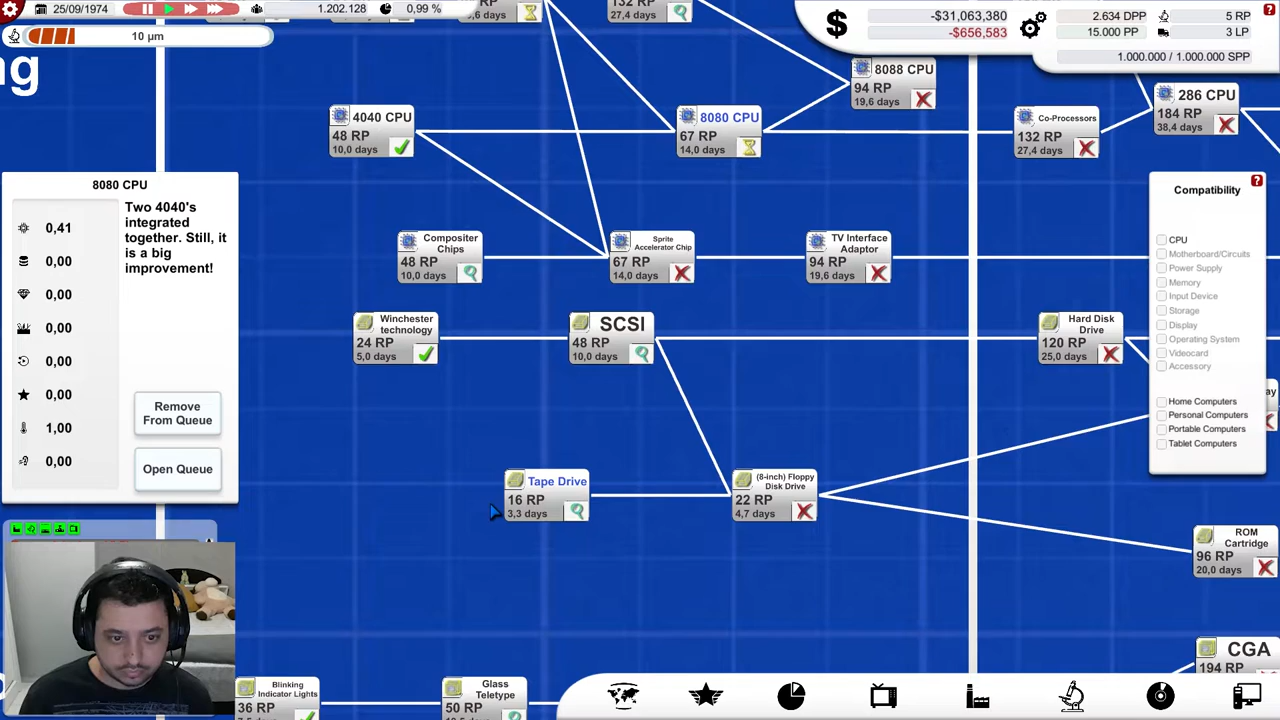 25/09/1974
1.202.128
0,99 %
10 µm
ng
27,4 days
-$31,063,380
-$656,583
2.634 DPP
15.000 PP
5 RP
3 LP
1.000.000 / 1.000.000 SPP
8088 CPU
94 RP
19,6 days
4040 CPU
48 RP
10,0 days
8080 CPU
67 RP
14,0 days
Co-Processors
132 RP
27,4 days
286 CPU
184 RP
38,4 days
8080 CPU
0,41
0,00
0,00
0,00
0,00
0,00
1,00
0,00
Two 4040's
integrated
together. Still, it
is a big
improvement!
Remove
From Queue
Open Queue
Compositer
Chips
48 RP
10,0 days
Sprite
Accelerator Chip
67 RP
14,0 days
TV Interface
Adaptor
94 RP
19,6 days
Winchester
technology
24 RP
5,0 days
SCSI
48 RP
10,0 days
Hard Disk
Drive
120 RP
25,0 days
Tape Drive
16 RP
3,3 days
(8-inch) Floppy
Disk Drive
22 RP
4,7 days
ROM
Cartridge
96 RP
20,0 days
CGA
194 RP
Blinking
Indicator Lights
36 RP
Glass
Teletype
50 RP
Compatibility
CPU
Motherboard/Circuits
Power Supply
Memory
Input Device
Storage
Display
Operating System
Videocard
Accessory
Home Computers
Personal Computers
Portable Computers
Tablet Computers